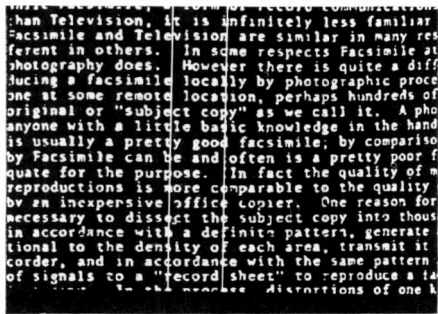 form of record communication
than Television, it is infinitely less familiar
Facsimile and Television are similar in many res
ferent in others. In some respects Facsimile at
photography does. However there is quite a diff
ducing a facsimile locally by photographic proce
one at some remote location, perhaps hundreds of
original or "subject copy" as we call it. A pho
anyone with a little basic knowledge in the hand
is usually a pretty good facsimile; by compariso
by Facsimile can be and often is a pretty poor f
quate for the purpose. In fact the quality of m
reproductions is more comparable to the quality
by an inexpensive office copier. One reason for
necessary to dissect the subject copy into thous
in accordance with a definite pattern, generate
tional to the density of each area, transmit it
corder, and in accordance with the same pattern
of signals to a "record sheet" to reproduce a fa
In the process, distortions of one k